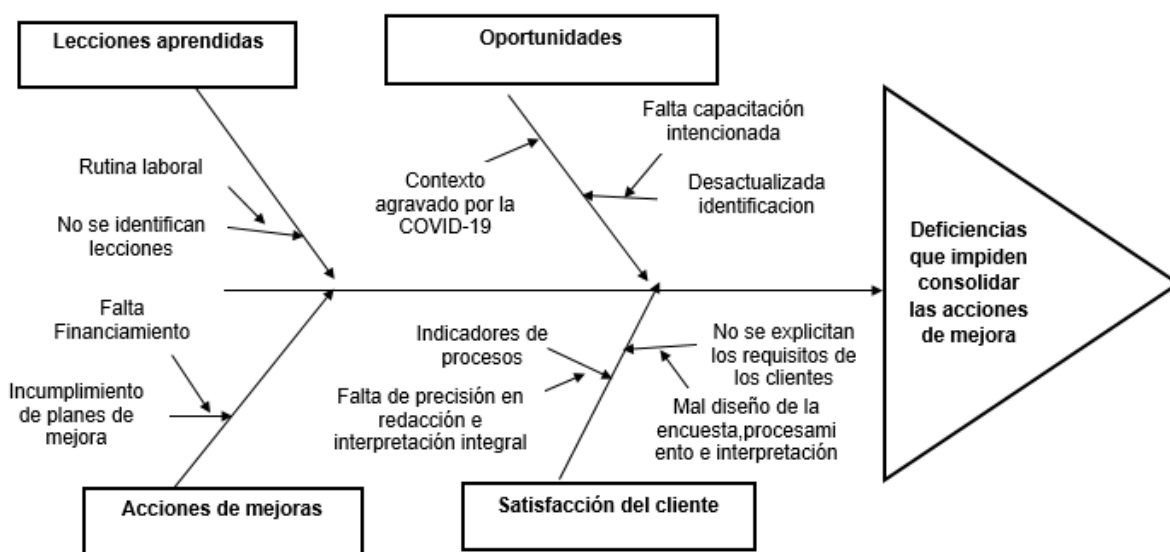 Lecciones aprendidas
Oportunidades
Rutina laboral
No se identifican
lecciones
Contexto
agravado por la
COVID-19
Falta capacitación
intencionada
Desactualizada
identificacion
Deficiencias
que impiden
consolidar
las acciones
de mejora
Falta
Financiamiento
Incumplimiento
de planes de
mejora
Indicadores de
procesos
Falta de precisión en
redacción e
interpretación integral
No se explicitan
los requisitos de
los clientes
Mal diseño de la
encuesta,procesami
ento e interpretación
Acciones de mejoras
Satisfacción del cliente